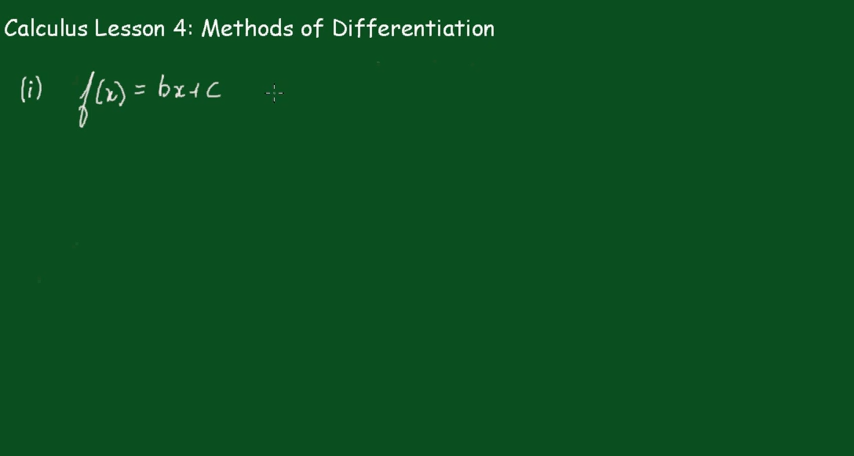 Calculus Lesson 4: Methods of Differentiation
(i) f(x) = bx+c